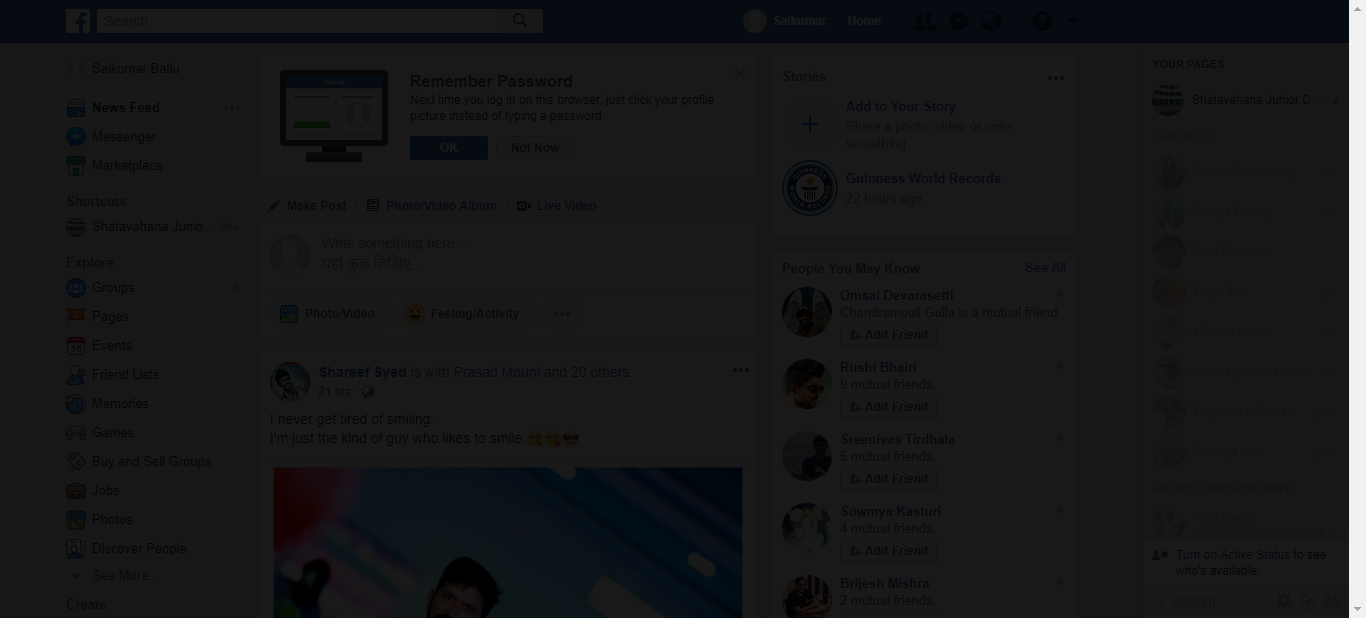 Search
Saikumar
Home
Saikumar Ballu
News Feed
Messenger
Marketplace
Shortcuts
Shatavahana Junio...
Explore
Groups
Pages
Events
Friend Lists
Memories
Games
Buy and Sell Groups
Jobs
Photos
Discover People
See More...
Create
Remember Password
Next time you log in on this browser, just click your profile
picture instead of typing a password.
OK
Not Now
Make Post
Photo/Video Album
Live Video
Write something here...
यहां कुछ लिखिए...
Photo/Video
Feeling/Activity
Shareef Syed is with Prasad Mouni and 20 others.
21 hrs
I never get tired of smiling
I'm just the kind of guy who likes to smile 😘😘😎
Stories
Add to Your Story
Share a photo, video or write
something
Guinness World Records
22 hours ago
People You May Know
See All
Omsai Devarasetti
Chandramouli Gulla is a mutual friend.
Add Friend
Rushi Bhairi
9 mutual friends
Add Friend
Sreenivas Tirdhala
5 mutual friends
Add Friend
Sowmya Kasturi
4 mutual friends
Add Friend
Brijesh Mishra
2 mutual friends
Add Friend
YOUR PAGES
Shatavahana Junior C...
CONTACTS
Turn on Active Status to see
who's available.
Search